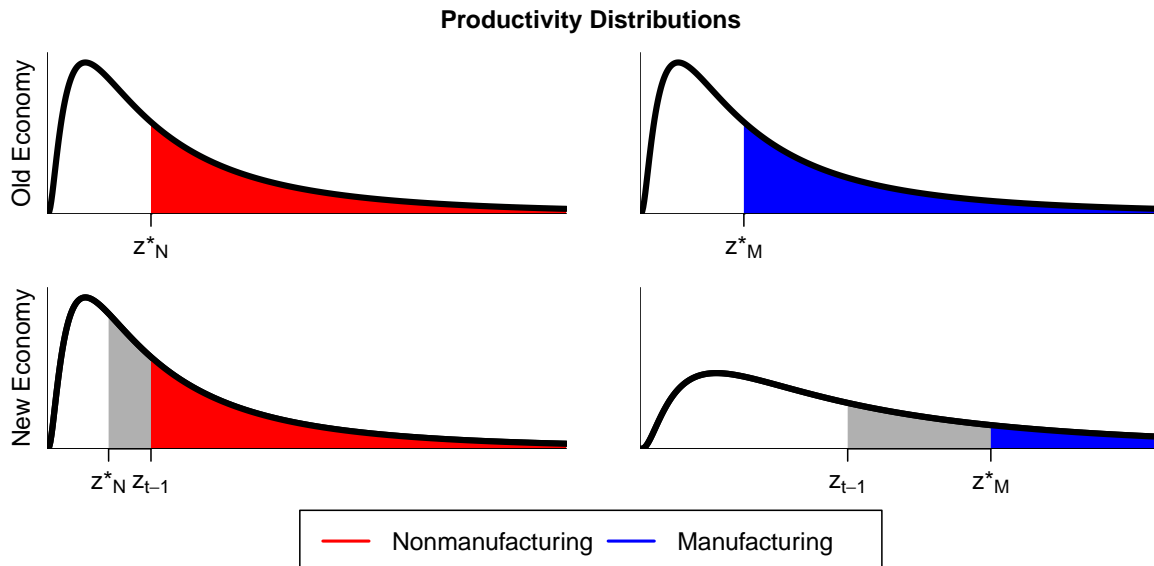 Productivity Distributions
Old Economy
z*N
z*M
New Economy
z*N zt−1
zt−1 z*M
Nonmanufacturing Manufacturing